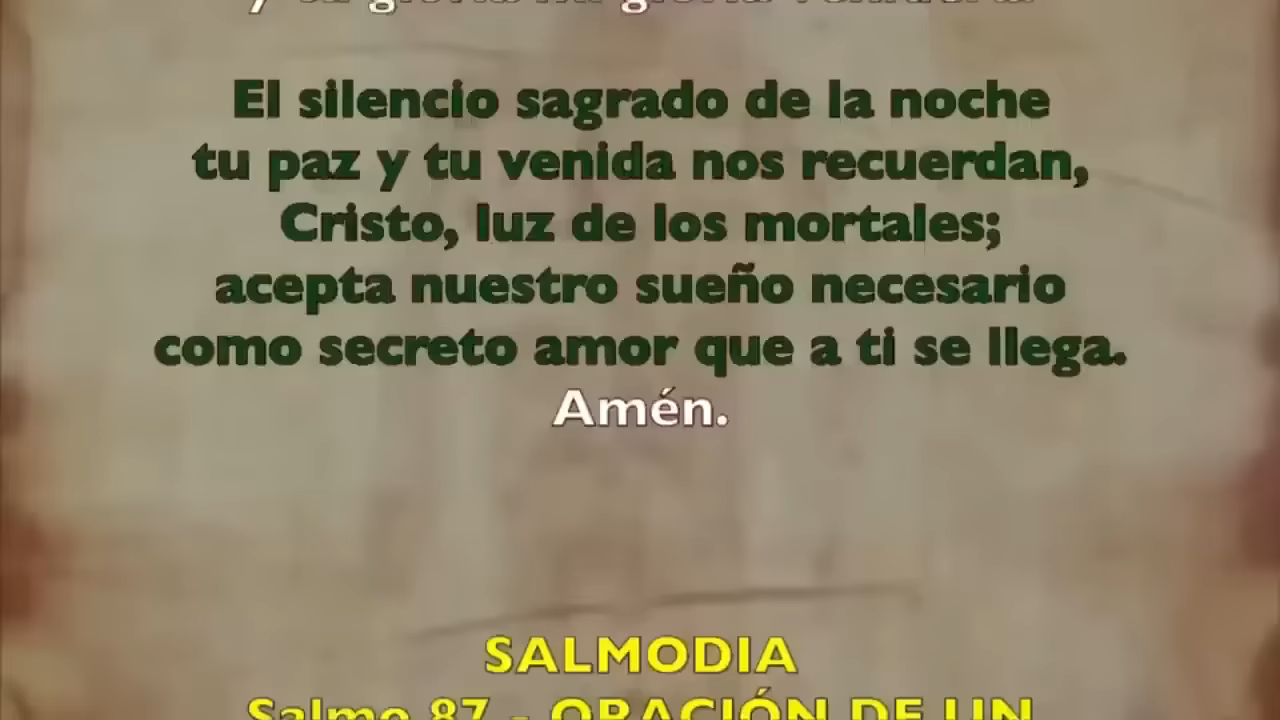 El silencio sagrado de la noche
tu paz y tu venida nos recuerdan,
Cristo, luz de los mortales;
acepta nuestro sueño necesario
como secreto amor que a ti se llega.
Amén.
SALMODIA
Salmo 87 - ORACIÓN DE UN